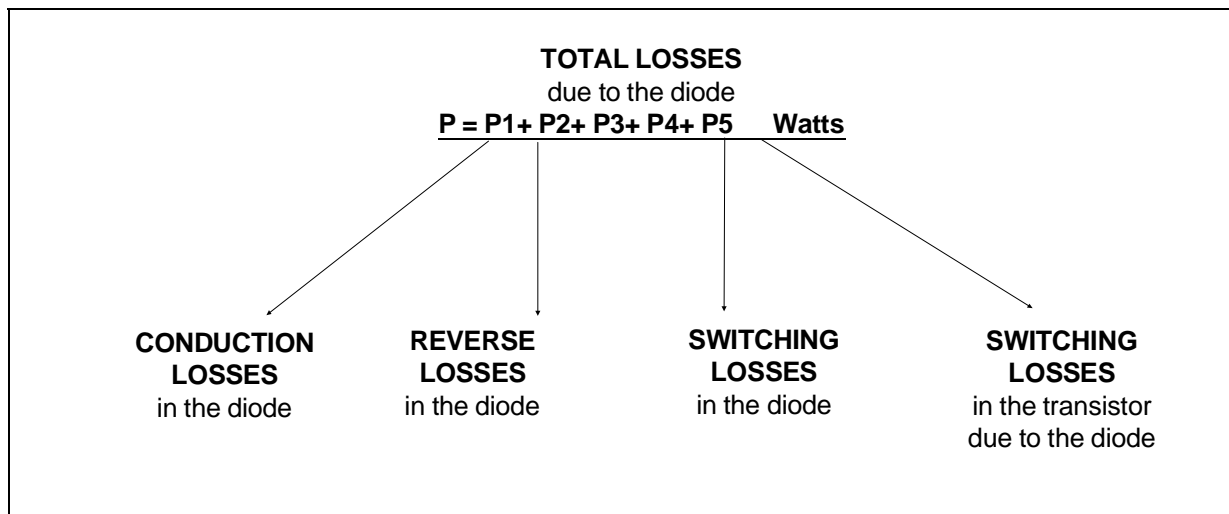 TOTAL LOSSES
due to the diode
P = P1+ P2+ P3+ P4+ P5 Watts
CONDUCTION
LOSSES
in the diode
REVERSE
LOSSES
in the diode
SWITCHING
LOSSES
in the diode
SWITCHING
LOSSES
in the transistor
due to the diode